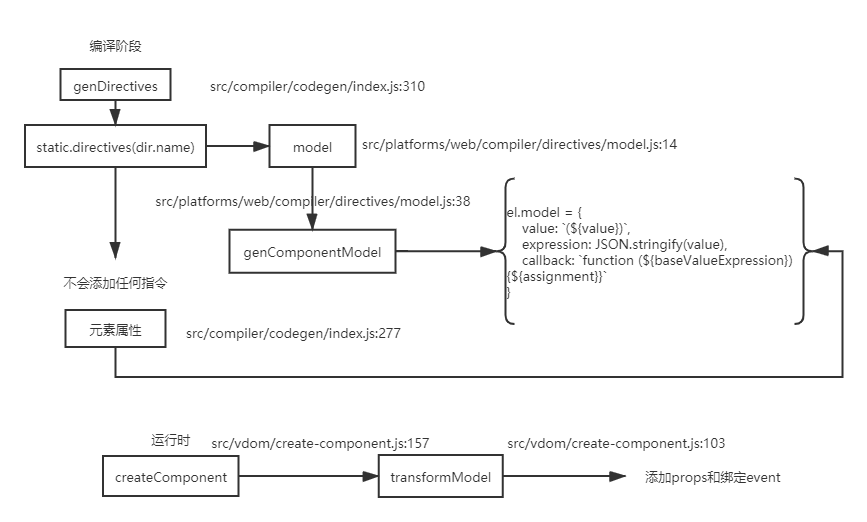 编译阶段
genDirectives
src/compiler/codegen/index.js:310
static.directives(dir.name)
model
src/platforms/web/compiler/directives/model.js:14
src/platforms/web/compiler/directives/model.js:38
genComponentModel
el.model = {
value: `(${value})`,
expression: JSON.stringify(value),
callback: `function (${baseValueExpression})
{${assignment}}`
}
不会添加任何指令
元素属性
src/compiler/codegen/index.js:277
运行时
src/vdom/create-component.js:157
src/vdom/create-component.js:103
createComponent
transformModel
添加props和绑定event